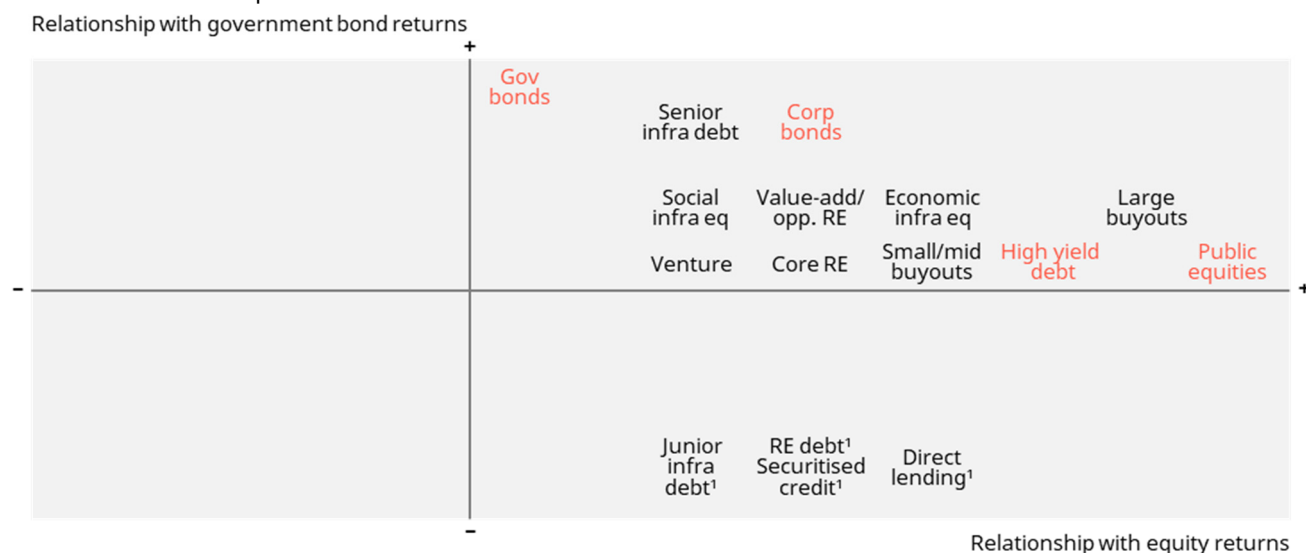 Relationship with government bond returns
+
Gov
bonds
Senior
infra debt
Corp
bonds
Social
infra eq
Value-add/
opp. RE
Economic
infra eq
Large
buyouts
Venture
Core RE
Small/mid
buyouts
High yield
debt
Public
equities
–
+
Junior
infra
debt¹
RE debt¹
Securitised
credit¹
Direct
lending¹
–
Relationship with equity returns